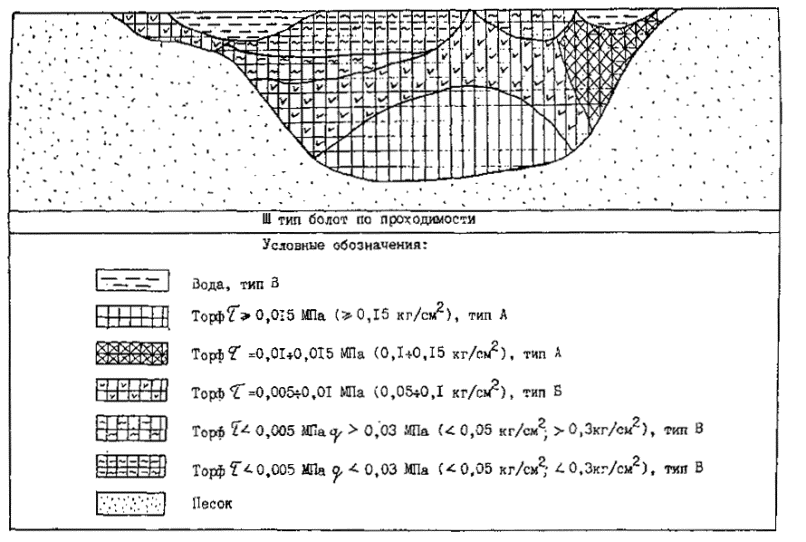 Ш тип болот по проходимости
Условные обозначения:
Вода, тип В
Торф τ ⩾ 0,015 МПа (⩾ 0,15 кг/см²), тип А
Торф τ =0,01÷0,015 МПа (0,1÷0,15 кг/см²), тип А
Торф τ =0,005÷0,01 МПа (0,05÷0,1 кг/см²), тип Б
Торф τ < 0,005 МПа q > 0,03 МПа (< 0,05 кг/см²; > 0,3кг/см²), тип В
Торф τ < 0,005 МПа q < 0,03 МПа (< 0,05 кг/см²; < 0,3кг/см²), тип В
Песок